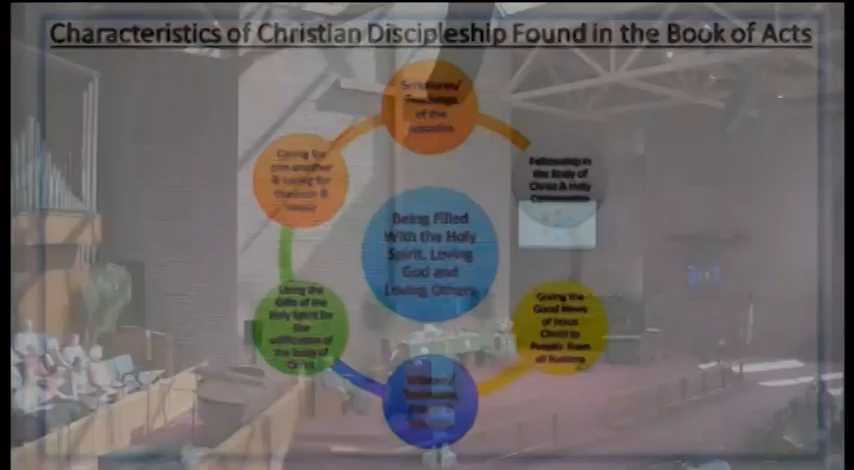 Characteristics of Christian Discipleship Found in the Book of Acts
Scriptures/
Teachings
of the
Apostles
Fellowship in
the Body of
Christ & Holy
Giving the
Good News
of Jesus
Christ to
People from
all Nations
Using the
Gifts of the
Holy Spirit for
the
edification of
the Body of
Christ
Caring for
one another
& caring for
Being Filled
With the Holy
Spirit, Loving
God and
Loving Others